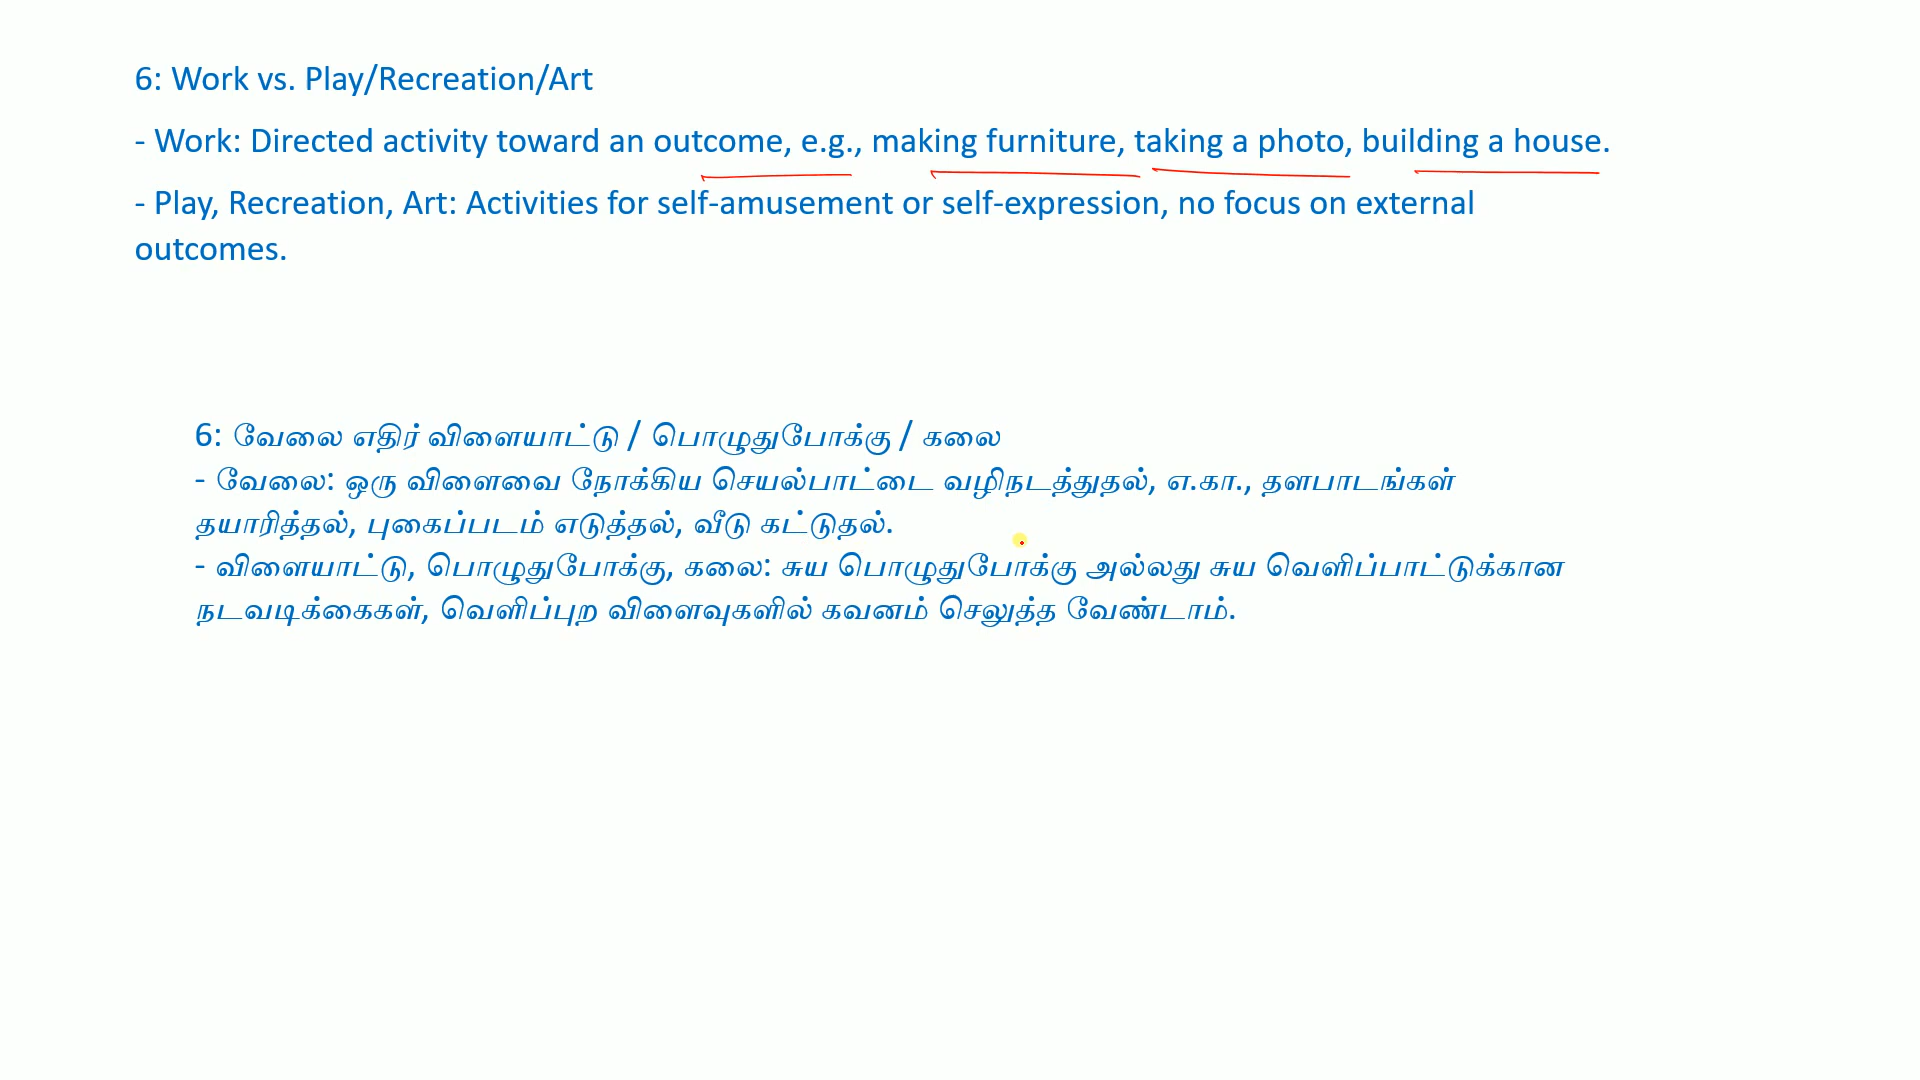 6: Work vs. Play/Recreation/Art
- Work: Directed activity toward an outcome, e.g., making furniture, taking a photo, building a house.
- Play, Recreation, Art: Activities for self-amusement or self-expression, no focus on external
outcomes.
6: வேலை எதிர் விளையாட்டு / பொழுதுபோக்கு / கலை
- வேலை: ஒரு விளைவை நோக்கிய செயல்பாட்டை வழிநடத்துதல், எ.கா., தளபாடங்கள்
தயாரித்தல், புகைப்படம் எடுத்தல், வீடு கட்டுதல்.
- விளையாட்டு, பொழுதுபோக்கு, கலை: சுய பொழுதுபோக்கு அல்லது சுய வெளிப்பாட்டுக்கான
நடவடிக்கைகள், வெளிப்புற விளைவுகளில் கவனம் செலுத்த வேண்டாம்.